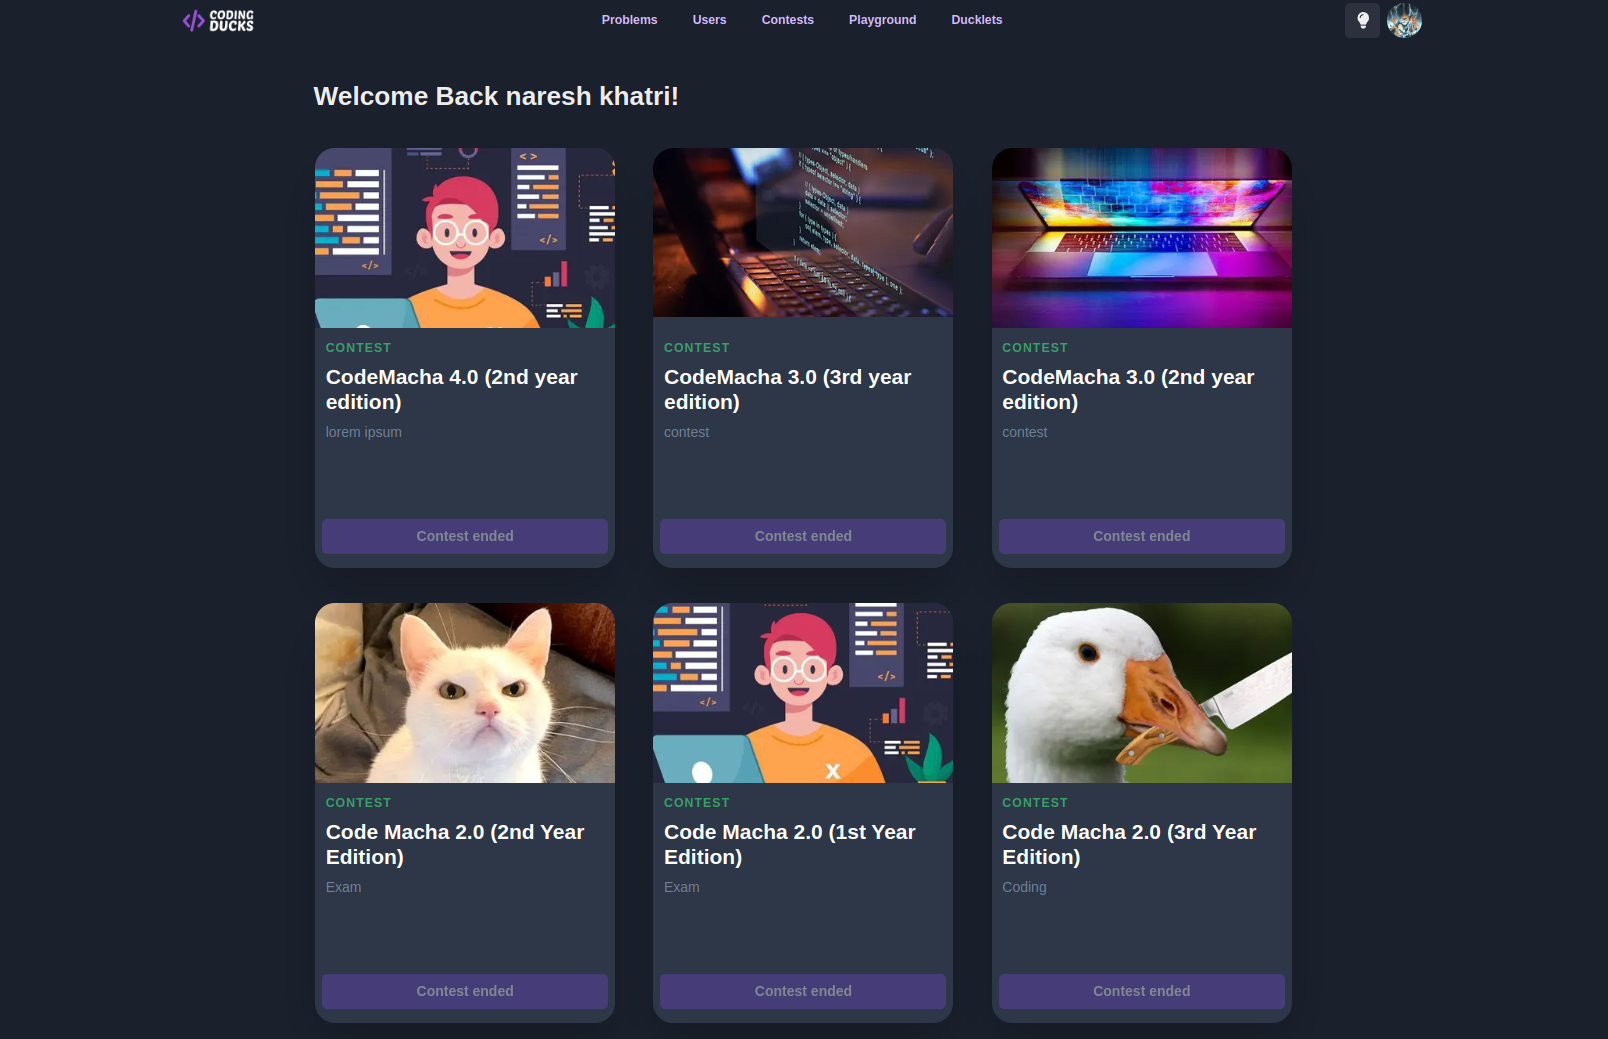 CODING
DUCKS
Problems
Users
Contests
Playground
Ducklets
Welcome Back naresh khatri!
CONTEST
CodeMacha 4.0 (2nd year
edition)
lorem ipsum
Contest ended
CONTEST
CodeMacha 3.0 (3rd year
edition)
contest
Contest ended
CONTEST
CodeMacha 3.0 (2nd year
edition)
contest
Contest ended
CONTEST
Code Macha 2.0 (2nd Year
Edition)
Exam
Contest ended
CONTEST
Code Macha 2.0 (1st Year
Edition)
Exam
Contest ended
CONTEST
Code Macha 2.0 (3rd Year
Edition)
Coding
Contest ended